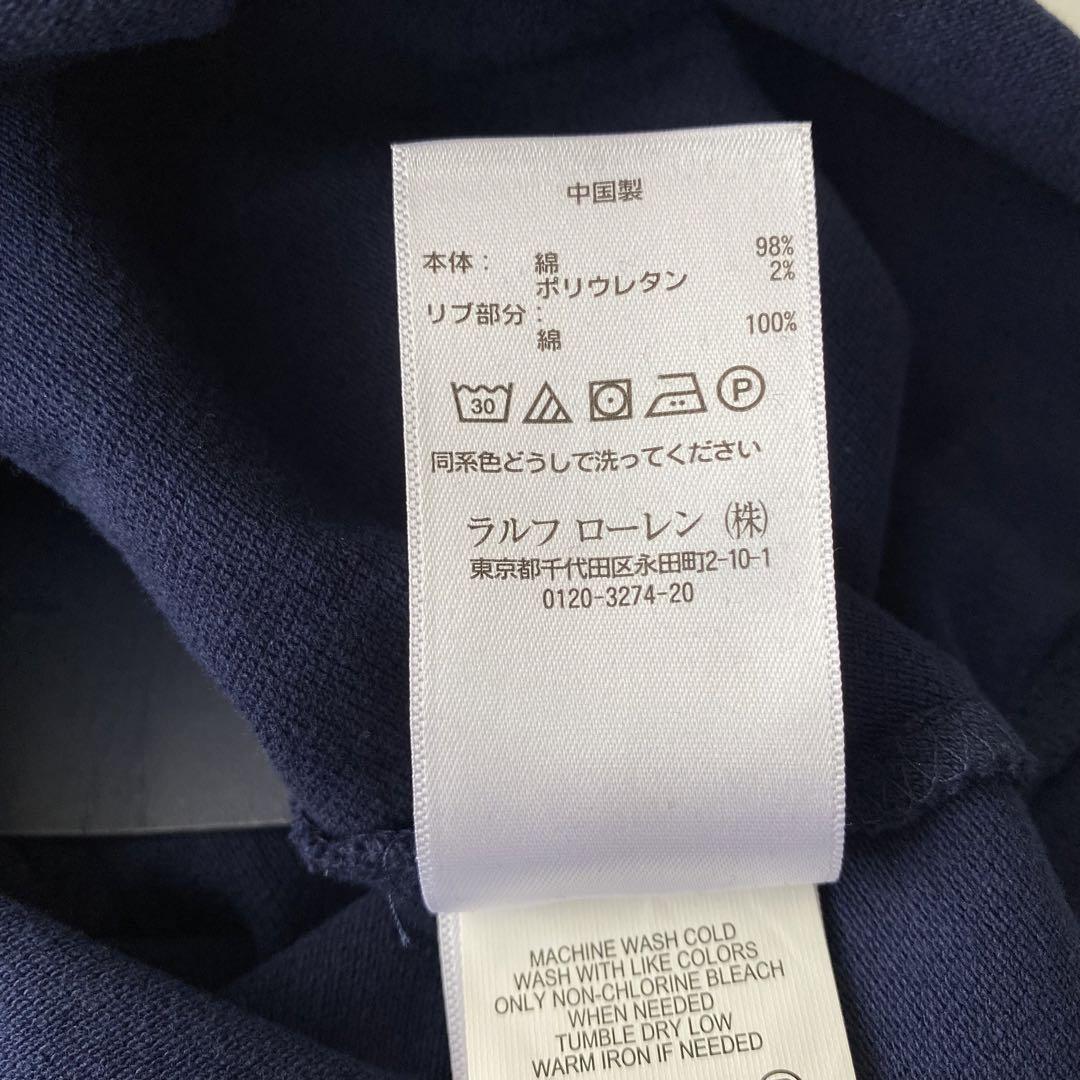 中国製
本体： 綿 98%
ポリウレタン 2%
リブ部分：
綿 100%
30 P
同系色どうしで洗ってください
ラルフ ローレン（株）
東京都千代田区永田町2-10-1
0120-3274-20
MACHINE WASH COLD
WASH WITH LIKE COLORS
ONLY NON-CHLORINE BLEACH
WHEN NEEDED
TUMBLE DRY LOW
WARM IRON IF NEEDED